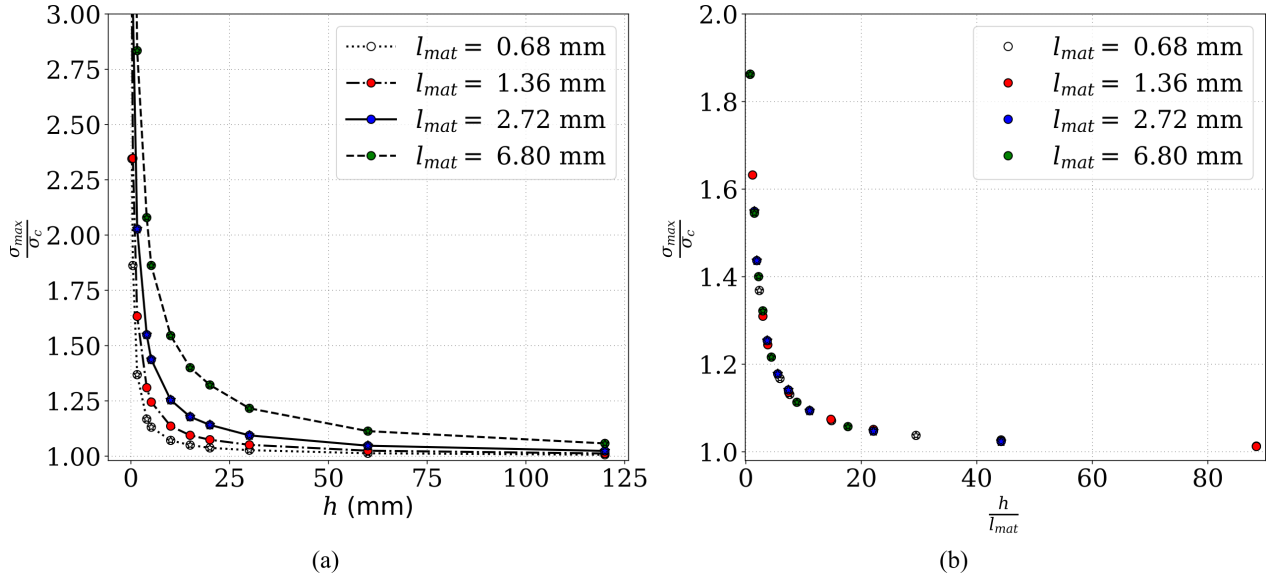 3.00
2.75
2.50
2.25
2.00
1.75
1.50
1.25
1.00
σmax/σc
0 25 50 75 100 125
h (mm)
lmat = 0.68 mm
lmat = 1.36 mm
lmat = 2.72 mm
lmat = 6.80 mm
(a)
2.0
1.8
1.6
1.4
1.2
1.0
σmax/σc
0 20 40 60 80
h/lmat
lmat = 0.68 mm
lmat = 1.36 mm
lmat = 2.72 mm
lmat = 6.80 mm
(b)